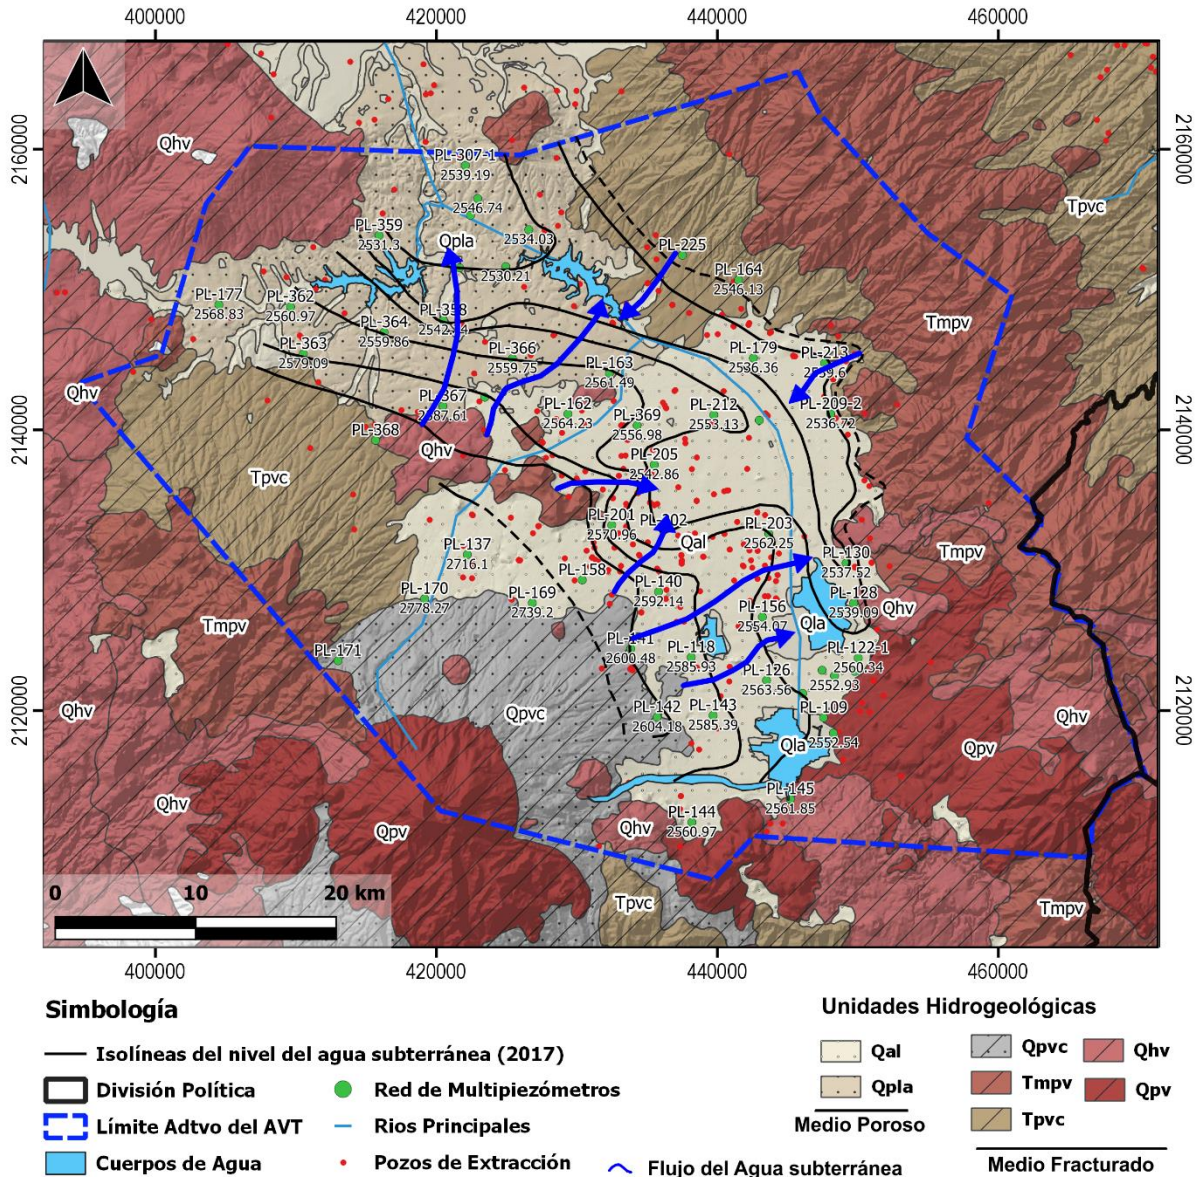 400000 420000 440000 460000
2160000 2160000
2140000 2140000
2120000 2120000
Qhv
PL-307-1
2539.19
2546.74
PL-359
2531.3
Qpla
2534.03
2530.21
PL-225
PL-164
2546.13
Tpvc
PL-177
2568.83
PL-362
2560.97
PL-358
PL-364
2559.86
PL-363
2579.09
PL-366
2559.75
PL-163
2561.49
PL-179
2536.36
PL-213
2539.6
Tmpv
Qhv
PL-367
2587.61
PL-162
2564.23
PL-369
2556.98
PL-212
2553.13
PL-209-2
2536.72
PL-368
Qhv
PL-205
2542.86
Tpvc
PL-201
2570.96
PL-202
Qal
PL-203
2562.25
PL-137
2716.1
PL-158
PL-130
2537.52
Tmpv
PL-170
2778.27
PL-169
2739.2
PL-140
2592.14
PL-156
2554.07
PL-128
2539.09
Qhv
Qla
Tmpv
PL-171
PL-141
2600.48
PL-118
2585.93
PL-122-1
2560.34
PL-126
2563.56
2552.93
Qhv
Qpvc
PL-142
2604.18
PL-143
2585.39
PL-109
Qla
2552.54
Qhv
Qpv
Qhv
Qpv
PL-145
2561.85
PL-144
2560.97
Qhv
Tpvc
Tmpv
0 10 20 km
400000 420000 440000 460000
Simbología
Isolíneas del nivel del agua subterránea (2017)
División Política
Límite Adtvo del AVT
Cuerpos de Agua
Red de Multipiezómetros
Rios Principales
Pozos de Extracción
Flujo del Agua subterránea
Unidades Hidrogeológicas
Qal
Qpla
Medio Poroso
Qpvc
Qhv
Tmpv
Qpv
Tpvc
Medio Fracturado